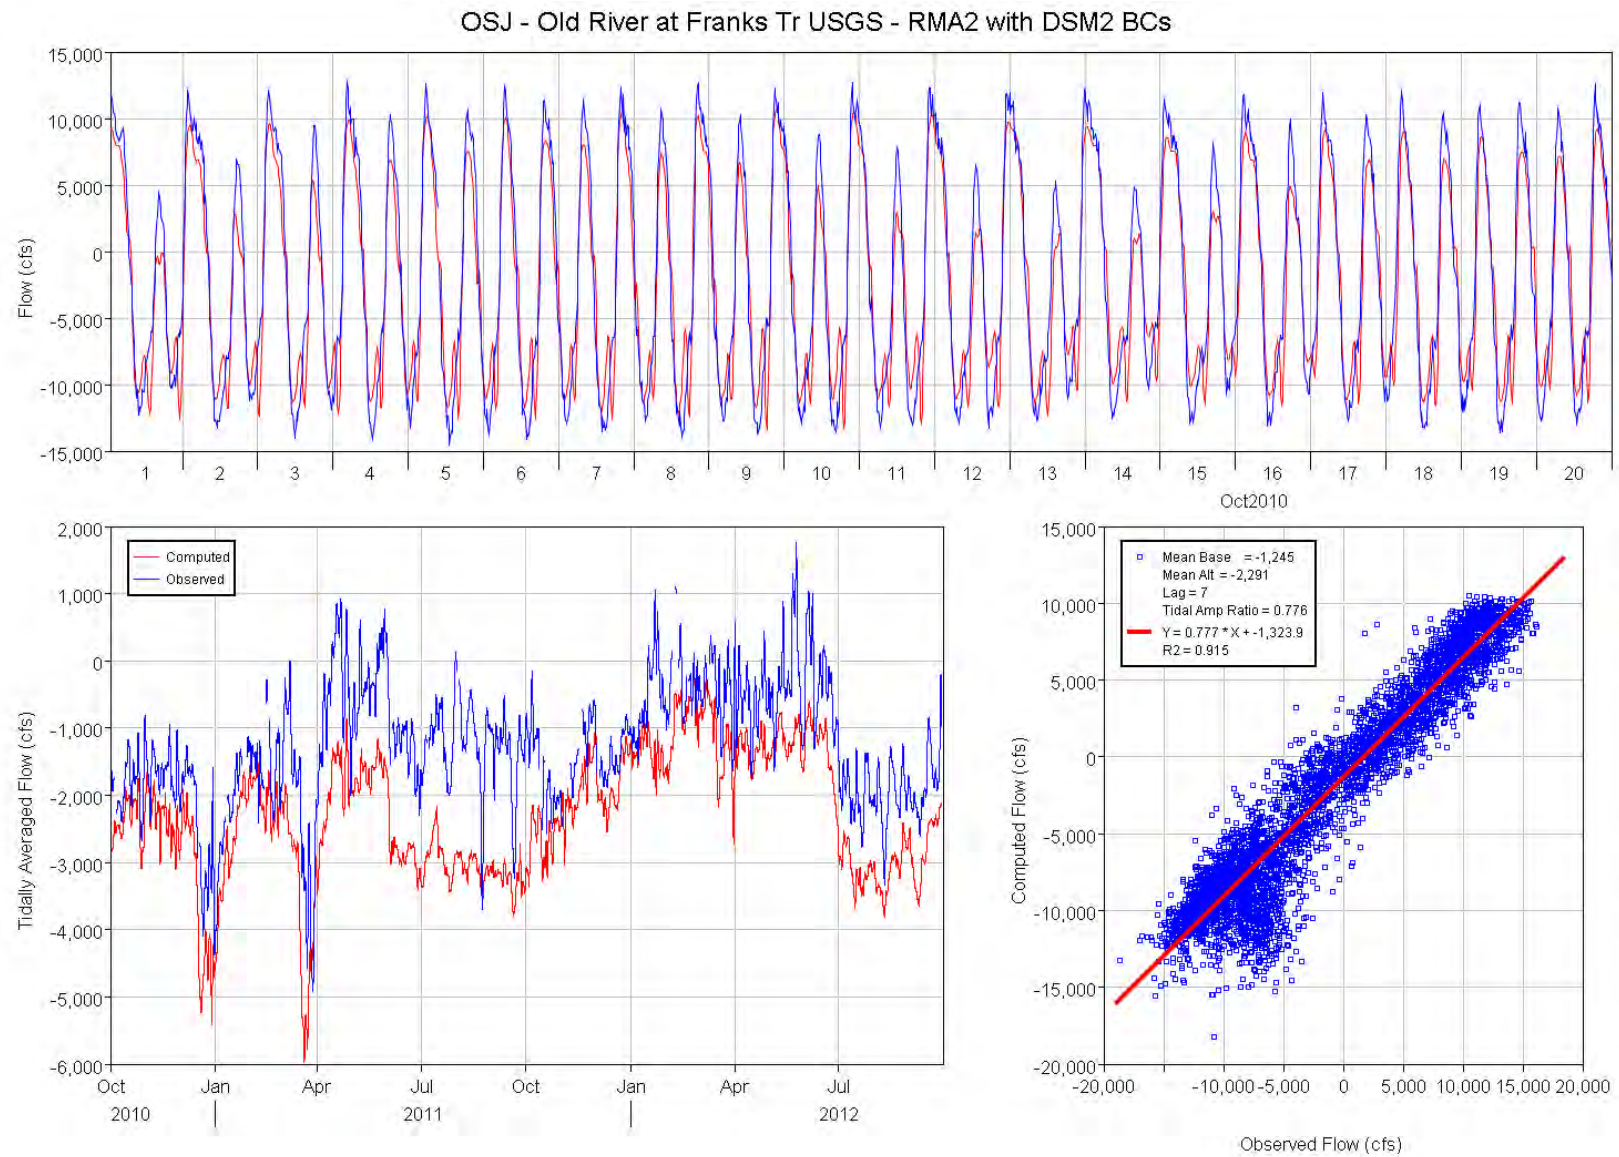 OSJ - Old River at Franks Tr USGS - RMA2 with DSM2 BCs
15,000
10,000
5,000
0
-5,000
-10,000
-15,000
Flow (cfs)
1 2 3 4 5 6 7 8 9 10 11 12 13 14 15 16 17 18 19 20
Oct2010
2,000
1,000
0
-1,000
-2,000
-3,000
-4,000
-5,000
-6,000
Tidally Averaged Flow (cfs)
Computed
Observed
Oct Jan Apr Jul Oct Jan Apr Jul
2010 2011 2012
15,000
10,000
5,000
0
-5,000
-10,000
-15,000
-20,000
Computed Flow (cfs)
Mean Base = -1,245
Mean Alt = -2,291
Lag = 7
Tidal Amp Ratio = 0.776
Y = 0.777 * X + -1,323.9
R2 = 0.915
-20,000 -10,000 -5,000 0 5,000 10,000 15,000 20,000
Observed Flow (cfs)